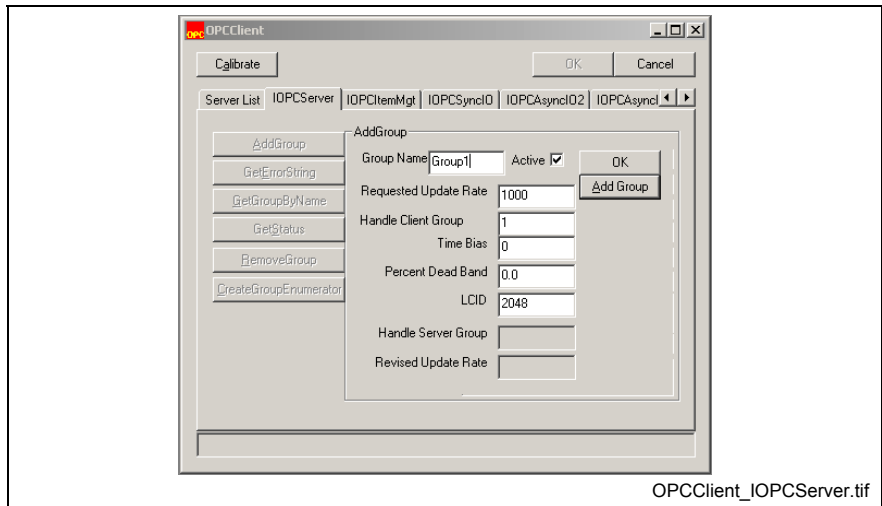 OPC OPCClient
Calibrate OK Cancel
Server List IOPCServer IOPCItemMgt IOPCSyncIO IOPCAsyncIO2 IOPCAsyncI
AddGroup
GetErrorString
GetGroupByName
GetStatus
RemoveGroup
CreateGroupEnumerator
AddGroup
Group Name Group1 Active OK
Add Group
Requested Update Rate 1000
Handle Client Group 1
Time Bias 0
Percent Dead Band 0.0
LCID 2048
Handle Server Group
Revised Update Rate
OPCClient_IOPCServer.tif